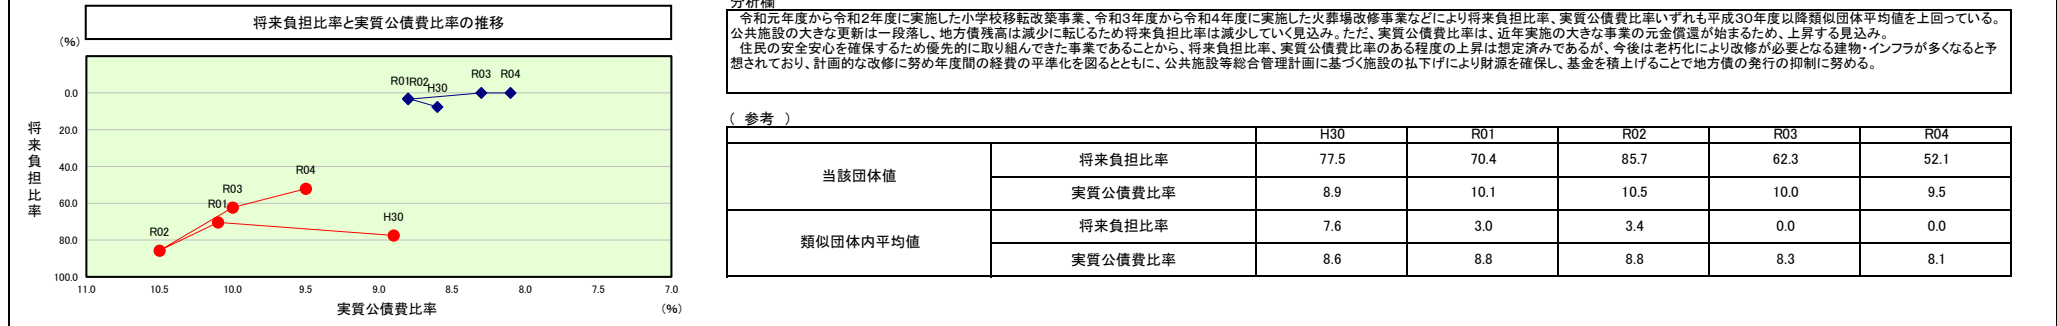 将来負担比率と実質公債費比率の推移
(%)
R01 R02 H30 R03 R04
0.0
20.0
40.0
60.0
80.0
100.0
将来負担比率
R04
R03
R01
H30
R02
11.0 10.5 10.0 9.5 9.0 8.5 8.0 7.5 7.0
実質公債費比率
(%)
分析欄
令和元年度から令和2年度に実施した小学校移転改築事業、令和3年度から令和4年度に実施した火葬場改修事業などにより将来負担比率、実質公債費比率いずれも平成30年度以降類似団体平均値を上回っている。
公共施設の大きな更新は一段落し、地方債残高は減少に転じるため将来負担比率は減少していく見込み。ただ、実質公債費比率は、近年実施の大きな事業の元金償還が始まるため、上昇する見込み。
住民の安全安心を確保するため優先的に取り組んできた事業であることから、将来負担比率、実質公債費比率のある程度の上昇は想定済みであるが、今後は老朽化により改修が必要となる建物・インフラが多くなると予
想されており、計画的な改修に努め年度間の経費の平準化を図るとともに、公共施設等総合管理計画に基づく施設の払下げにより財源を確保し、基金を積上げることで地方債の発行の抑制に努める。
( 参考 )
H30 R01 R02 R03 R04
当該団体値
将来負担比率 77.5 70.4 85.7 62.3 52.1
実質公債費比率 8.9 10.1 10.5 10.0 9.5
類似団体内平均値
将来負担比率 7.6 3.0 3.4 0.0 0.0
実質公債費比率 8.6 8.8 8.8 8.3 8.1